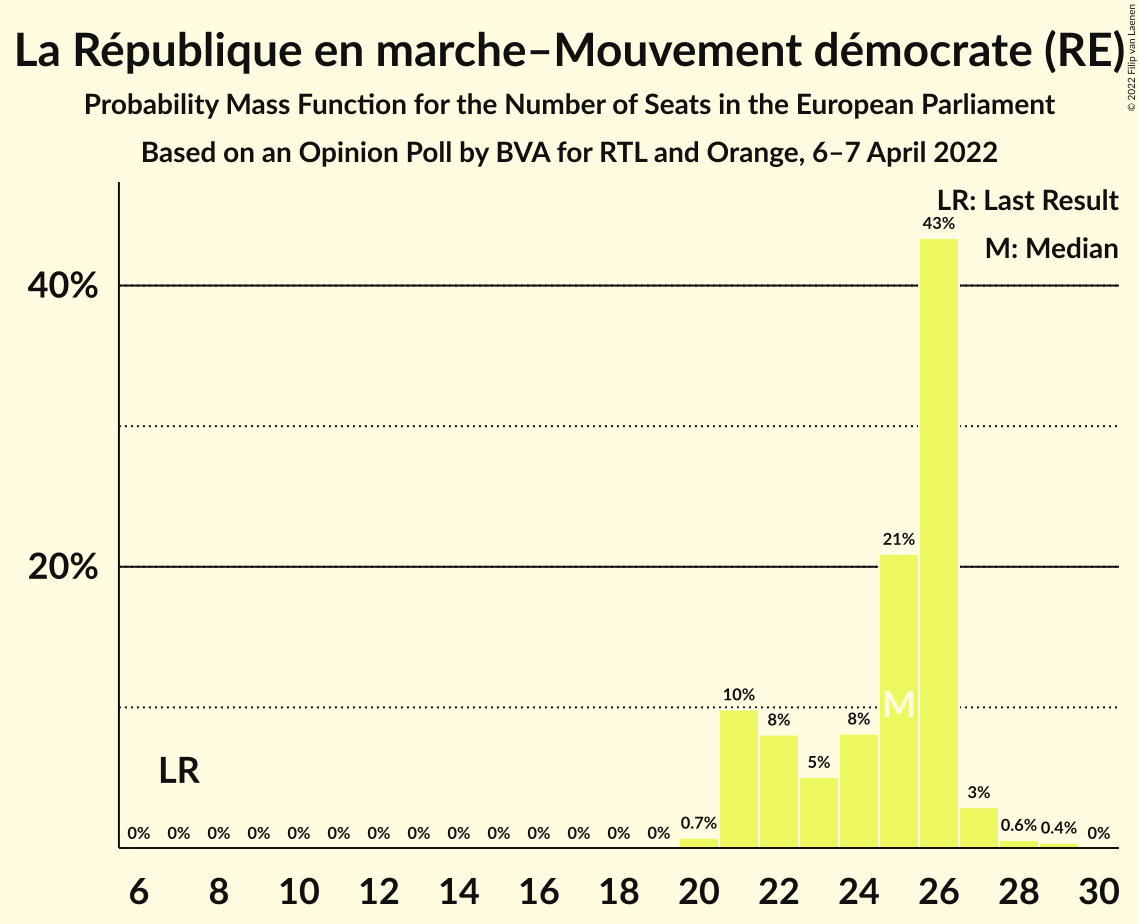 La République en marche–Mouvement démocrate (RE)
Probability Mass Function for the Number of Seats in the European Parliament
Based on an Opinion Poll by BVA for RTL and Orange, 6–7 April 2022
© 2022 Filip van Laenen
LR: Last Result
M: Median
43%
40%
21%
20%
10%
8%
5%
8%
M
3%
LR
0% 0% 0% 0% 0% 0% 0% 0% 0% 0% 0% 0% 0% 0% 0.7% 0.6% 0.4% 0%
6 8 10 12 14 16 18 20 22 24 26 28 30